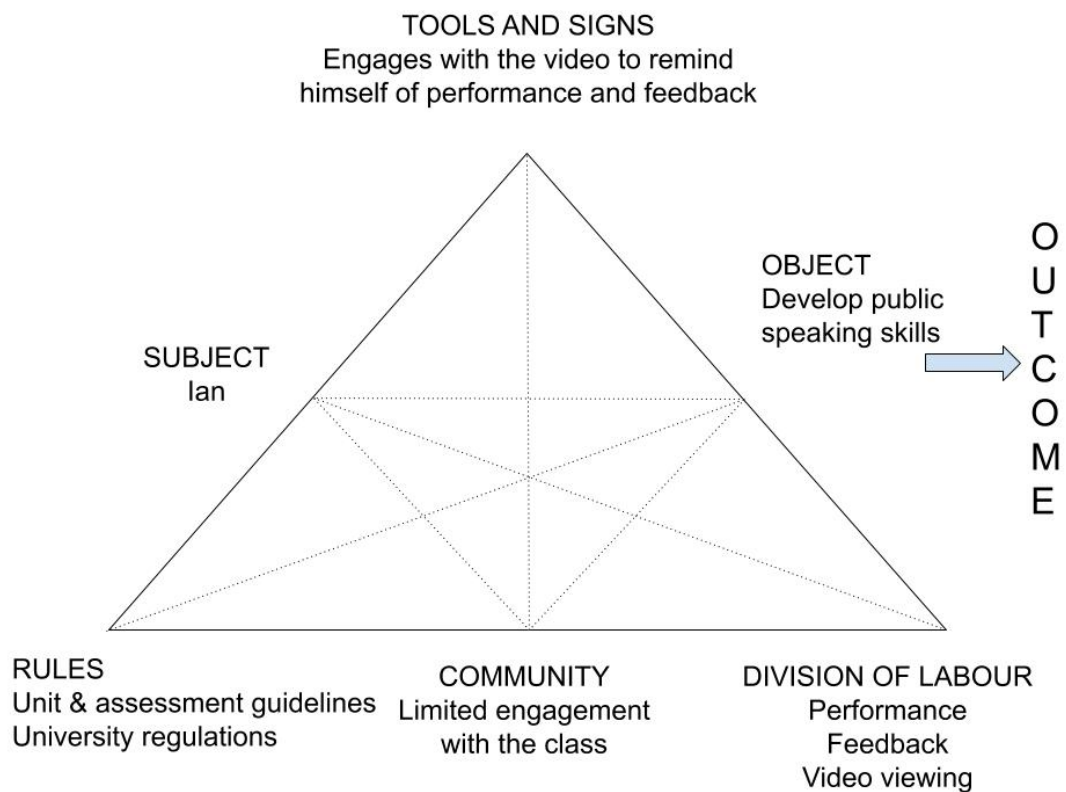 TOOLS AND SIGNS
Engages with the video to remind
himself of performance and feedback
OBJECT
Develop public
speaking skills
OUTCOME
SUBJECT
Ian
RULES
Unit & assessment guidelines
University regulations
COMMUNITY
Limited engagement
with the class
DIVISION OF LABOUR
Performance
Feedback
Video viewing